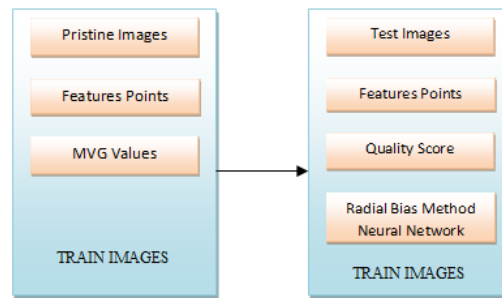 Pristine Images
Features Points
MVG Values
TRAIN IMAGES
Test Images
Features Points
Quality Score
Radial Bias Method
Neural Network
TRAIN IMAGES